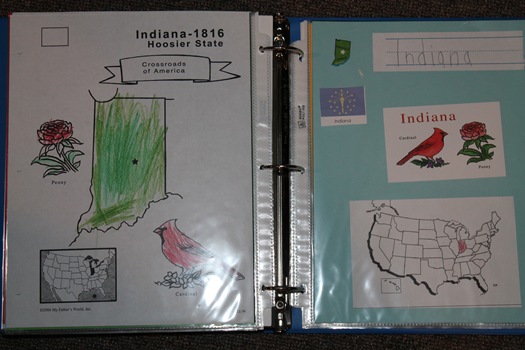 Indiana-1816
Hoosier State
Crossroads
of America
Peony
Cardinal
Indiana
Indiana
Indiana
Cardinal
Peony